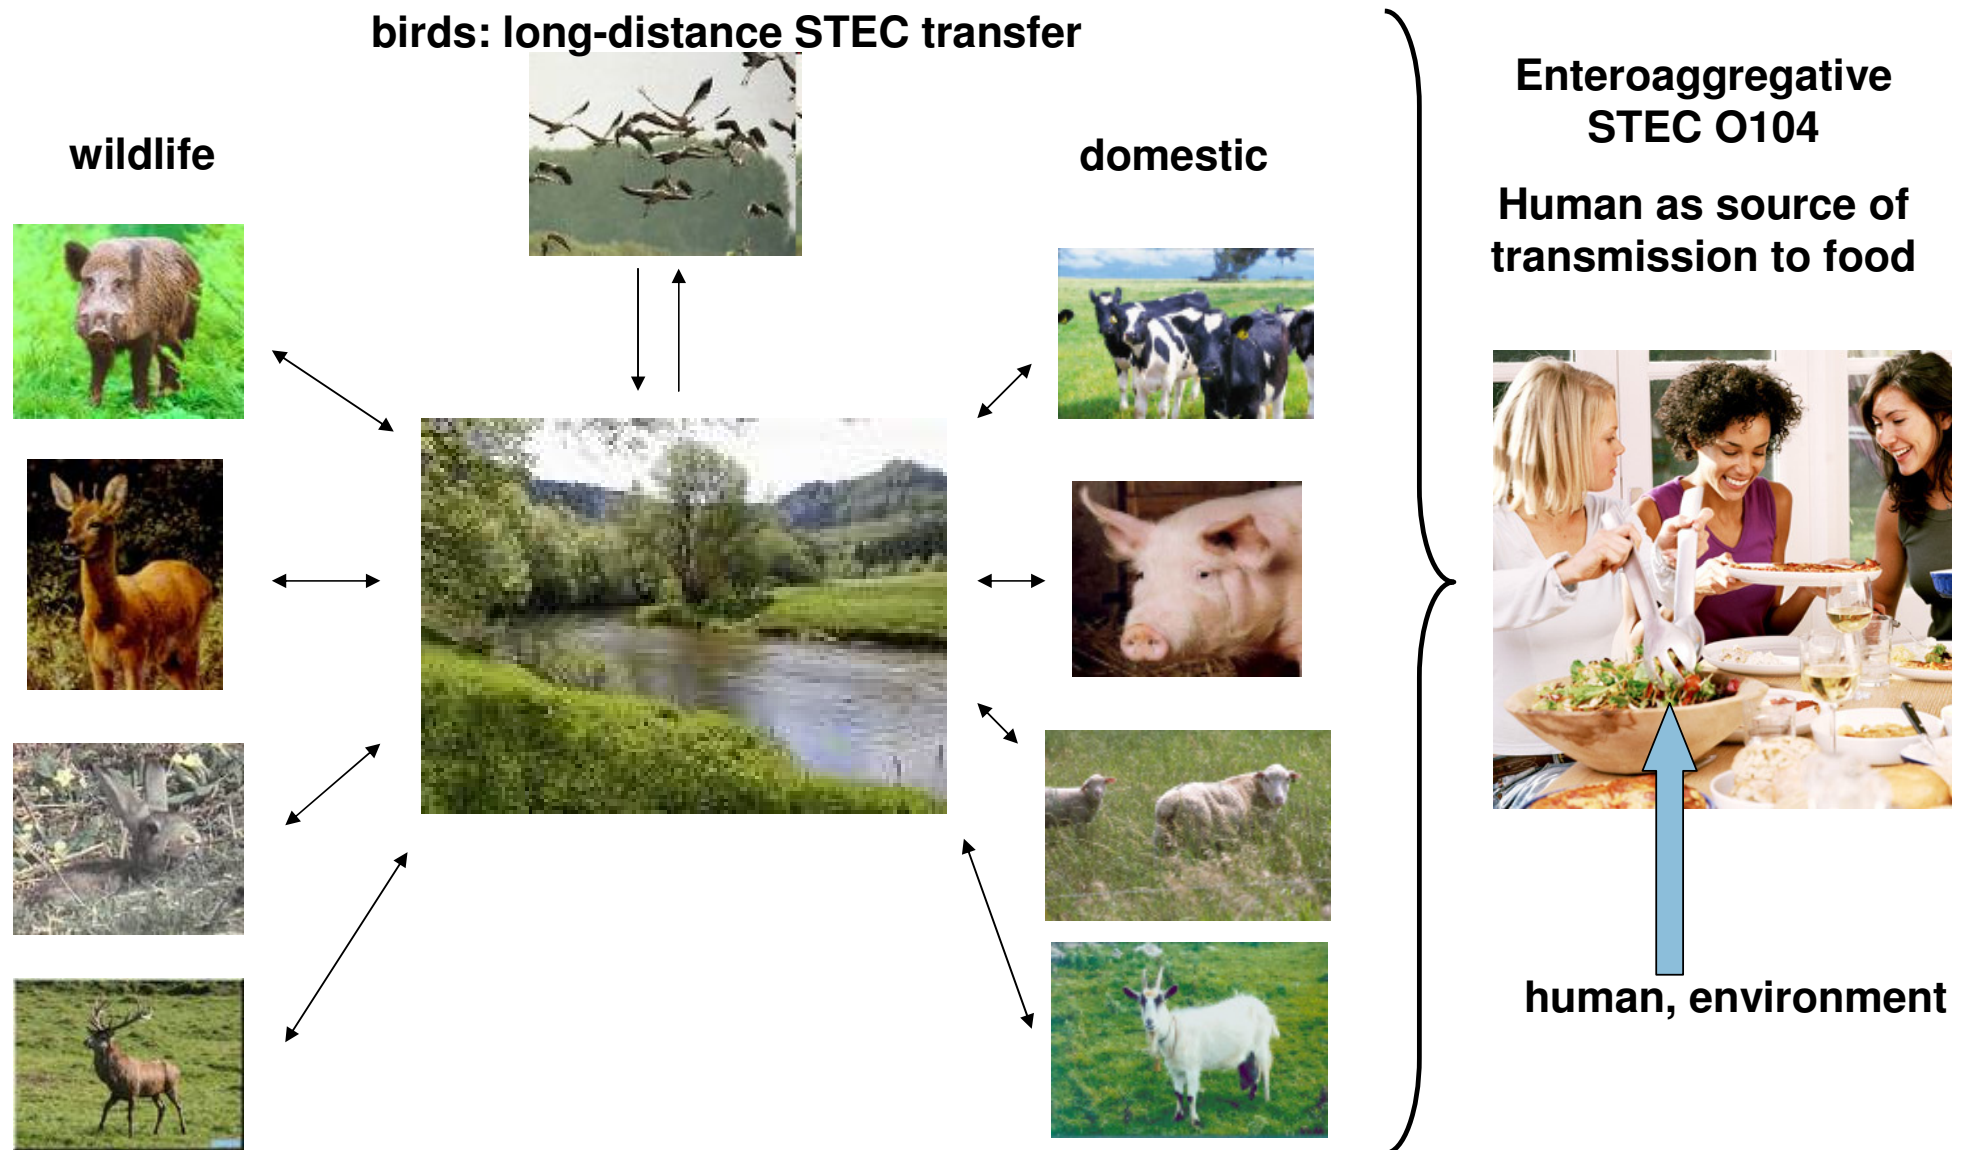 birds: long-distance STEC transfer
wildlife
domestic
Enteroaggregative
STEC O104
Human as source of
transmission to food
human, environment